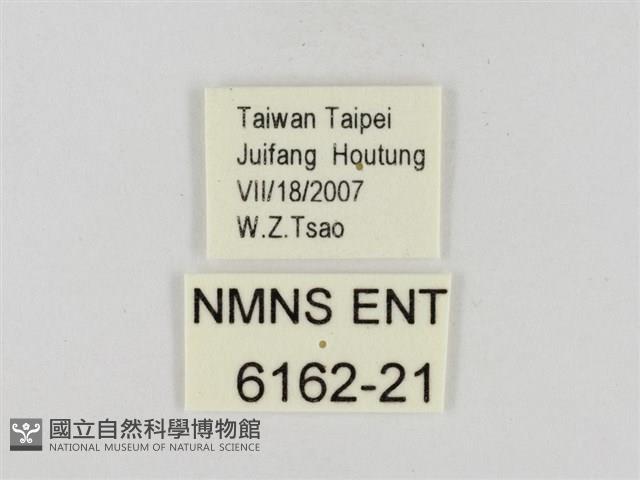 Taiwan Taipei
Juifang Houtung
VII/18/2007
W.Z.Tsao
NMNS ENT
6162-21
國立自然科學博物館
NATIONAL MUSEUM OF NATURAL SCIENCE